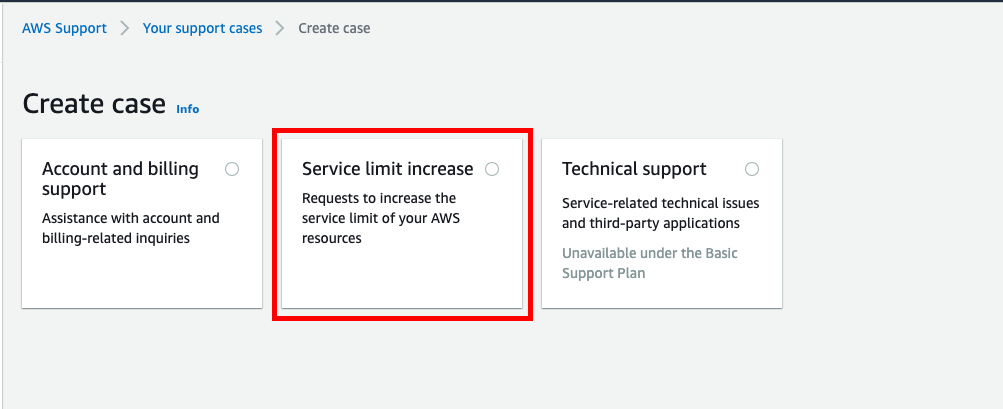 AWS Support > Your support cases > Create case
Create case Info
Account and billing
support
Assistance with account and
billing-related inquiries
Service limit increase
Requests to increase the
service limit of your AWS
resources
Technical support
Service-related technical issues
and third-party applications
Unavailable under the Basic
Support Plan